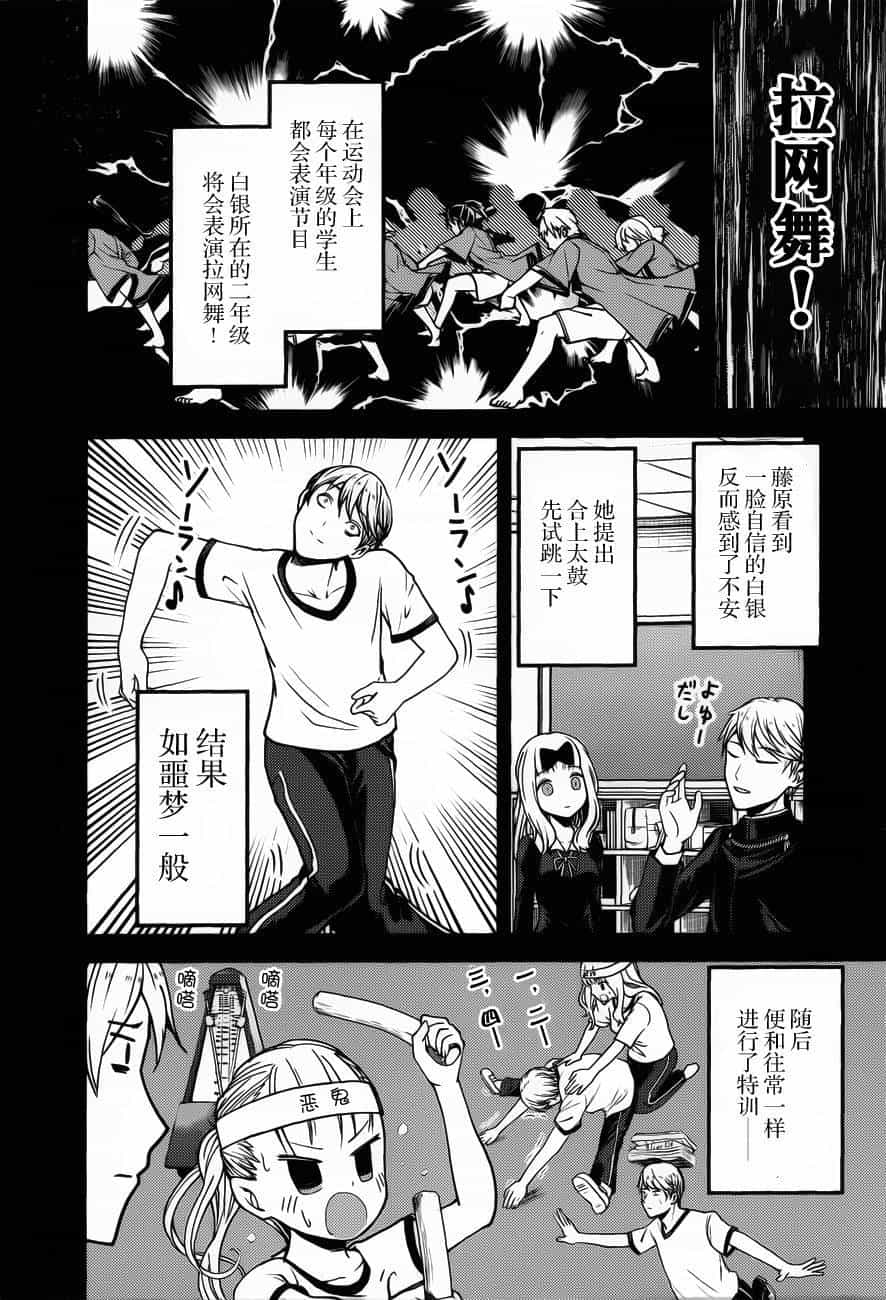 拉网舞！
在运动会上
每个年级的学生
都会表演节目
白银所在的二年级
将会表演拉网舞！
藤原看到
一脸自信的白银
反而感到了不安
她提出
合上太鼓
先试跳一下
よゆー
だし
ソーラン♪
ソーラン♪
结果
如噩梦一般
随后
便和往常一样
进行了特训——
一，二—
三，四—
嘀嗒
嘀嗒
恶鬼